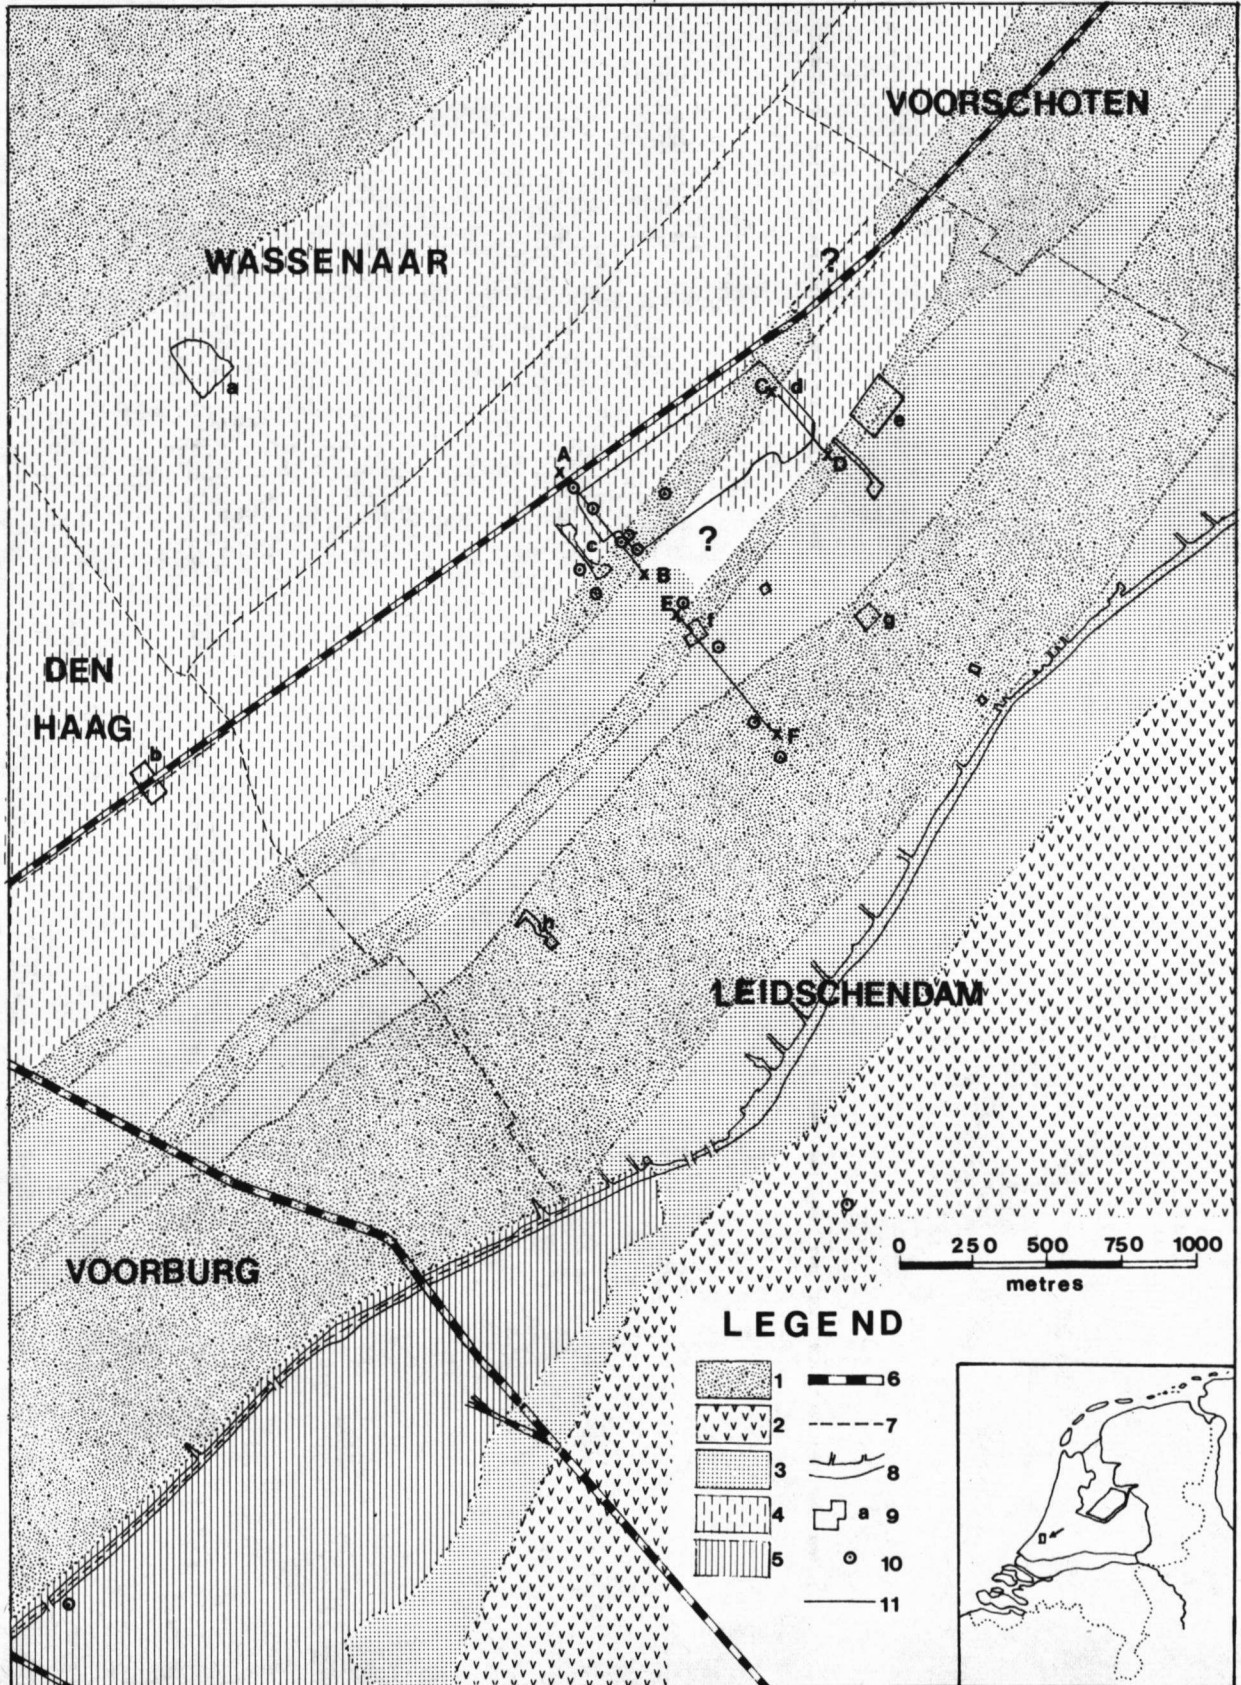 VOORSCHOTEN
WASSENAAR
?
a
C
d
e
A
D
c
?
B
E
f
g
DEN
HAAG
b
F
h
LEIDSCHENDAM
VOORBURG
0 250 500 750 1000
metres
LEGEND
1
6
2
7
3
8
4
a 9
5
10
11